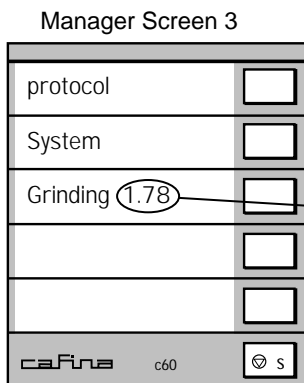 Manager Screen 3
protocol
System
Grinding 1.78
cafina c60 S